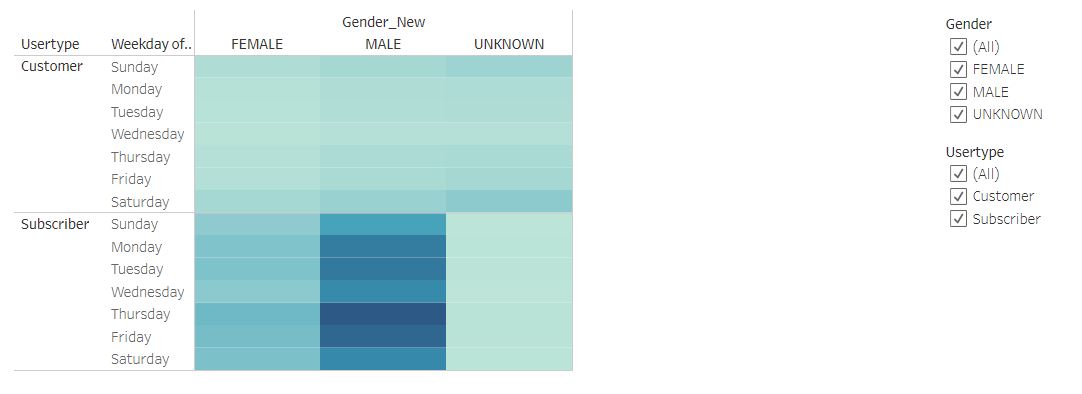 Gender_New
Usertype Weekday of.. FEMALE MALE UNKNOWN
Customer Sunday
Monday
Tuesday
Wednesday
Thursday
Friday
Saturday
Subscriber Sunday
Monday
Tuesday
Wednesday
Thursday
Friday
Saturday
Gender
(All)
FEMALE
MALE
UNKNOWN
Usertype
(All)
Customer
Subscriber